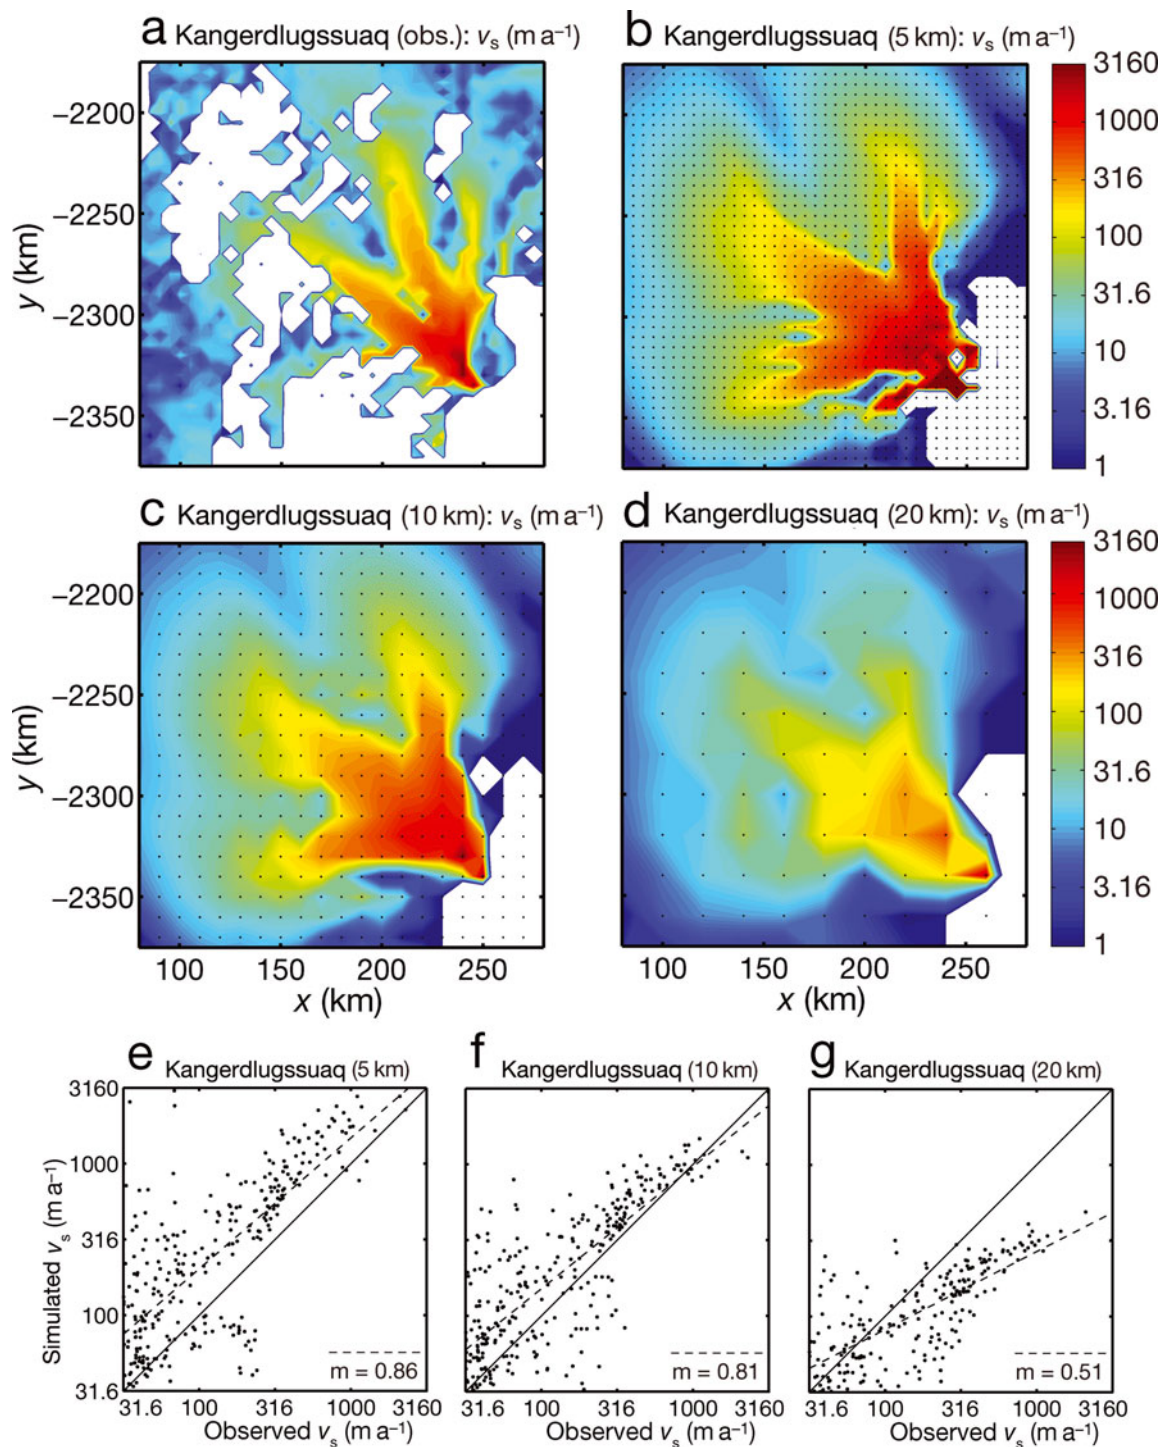 a Kangerdlugssuaq (obs.): vs (m a–1)
b Kangerdlugssuaq (5 km): vs (m a–1)
y (km)
–2200
–2250
–2300
–2350
3160
1000
316
100
31.6
10
3.16
1
c Kangerdlugssuaq (10 km): vs (m a–1)
d Kangerdlugssuaq (20 km): vs (m a–1)
y (km)
–2200
–2250
–2300
–2350
3160
1000
316
100
31.6
10
3.16
1
100 150 200 250
x (km)
100 150 200 250
x (km)
e Kangerdlugssuaq (5 km)
f Kangerdlugssuaq (10 km)
g Kangerdlugssuaq (20 km)
Simulated vs (m a–1)
3160
1000
316
100
31.6
m = 0.86
m = 0.81
m = 0.51
31.6 100 316 1000 3160
Observed vs (m a–1)
31.6 100 316 1000 3160
Observed vs (m a–1)
31.6 100 316 1000 3160
Observed vs (m a–1)